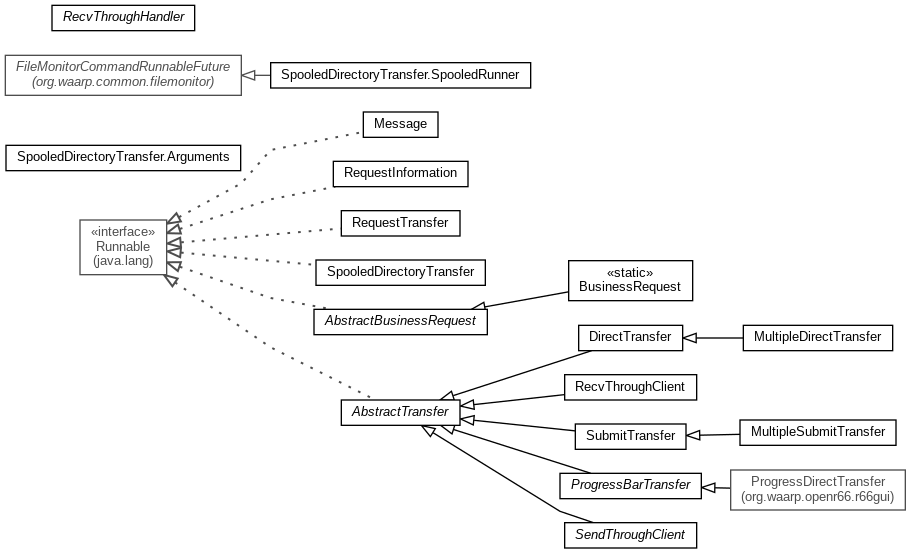 RecvThroughHandler
FileMonitorCommandRunnableFuture
(org.waarp.common.filemonitor)
SpooledDirectoryTransfer.SpooledRunner
Message
SpooledDirectoryTransfer.Arguments
RequestInformation
RequestTransfer
«interface»
Runnable
(java.lang)
SpooledDirectoryTransfer
«static»
BusinessRequest
AbstractBusinessRequest
DirectTransfer
MultipleDirectTransfer
RecvThroughClient
AbstractTransfer
SubmitTransfer
MultipleSubmitTransfer
ProgressBarTransfer
ProgressDirectTransfer
(org.waarp.openr66.r66gui)
SendThroughClient